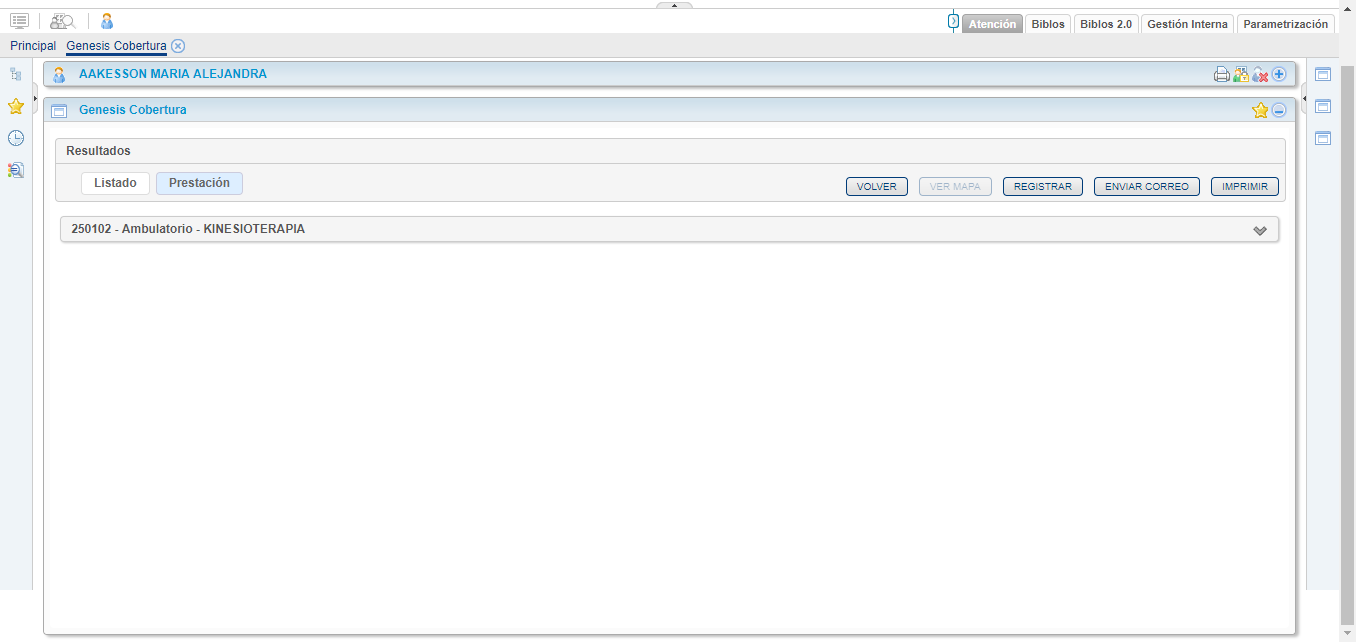 Atención Biblos Biblos 2.0 Gestión Interna Parametrización
Principal Genesis Cobertura
AAKESSON MARIA ALEJANDRA
Genesis Cobertura
Resultados
Listado Prestación
VOLVER VER MAPA REGISTRAR ENVIAR CORREO IMPRIMIR
250102 - Ambulatorio - KINESIOTERAPIA